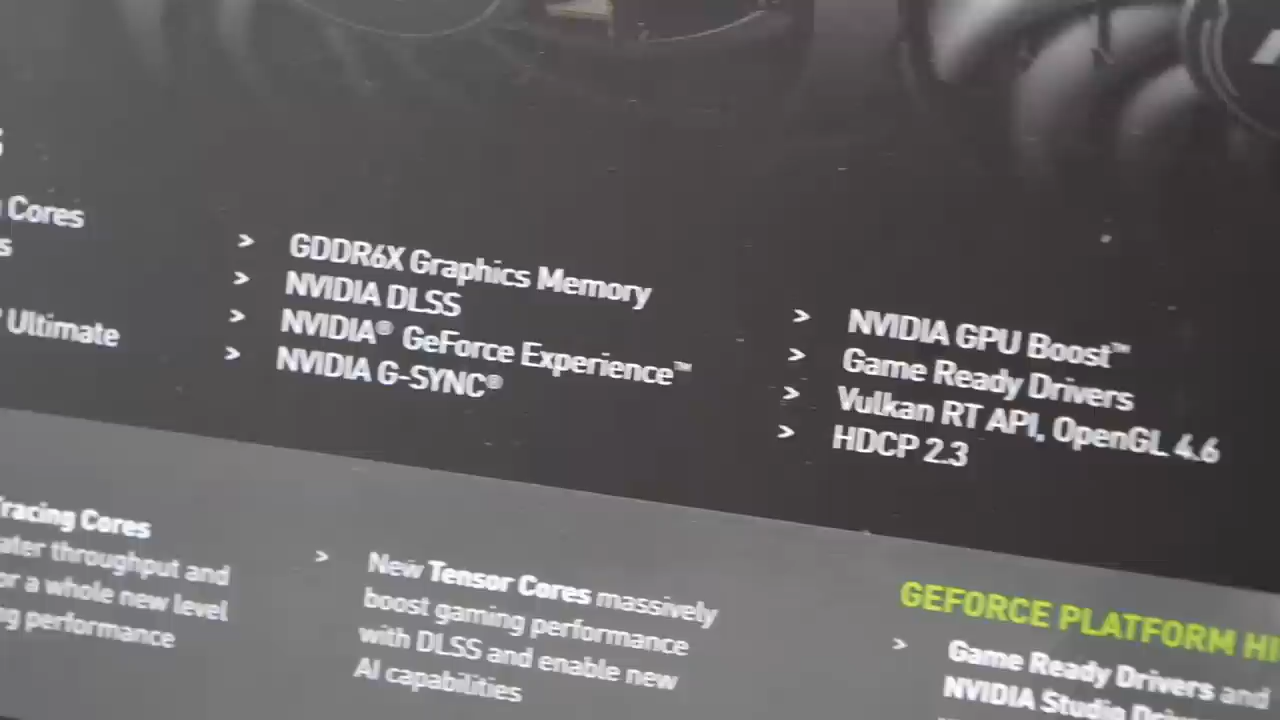 Cores
Ultimate
> GDDR6X Graphics Memory
> NVIDIA DLSS
> NVIDIA® GeForce Experience™
> NVIDIA G-SYNC®
> NVIDIA GPU Boost™
> Game Ready Drivers
> Vulkan RT API, OpenGL 4.6
> HDCP 2.3
Tracing Cores
throughput and
a whole new level
performance
> New Tensor Cores massively
boost gaming performance
with DLSS and enable new
AI capabilities
GEFORCE PLATFORM
> Game Ready Drivers and
NVIDIA Studio